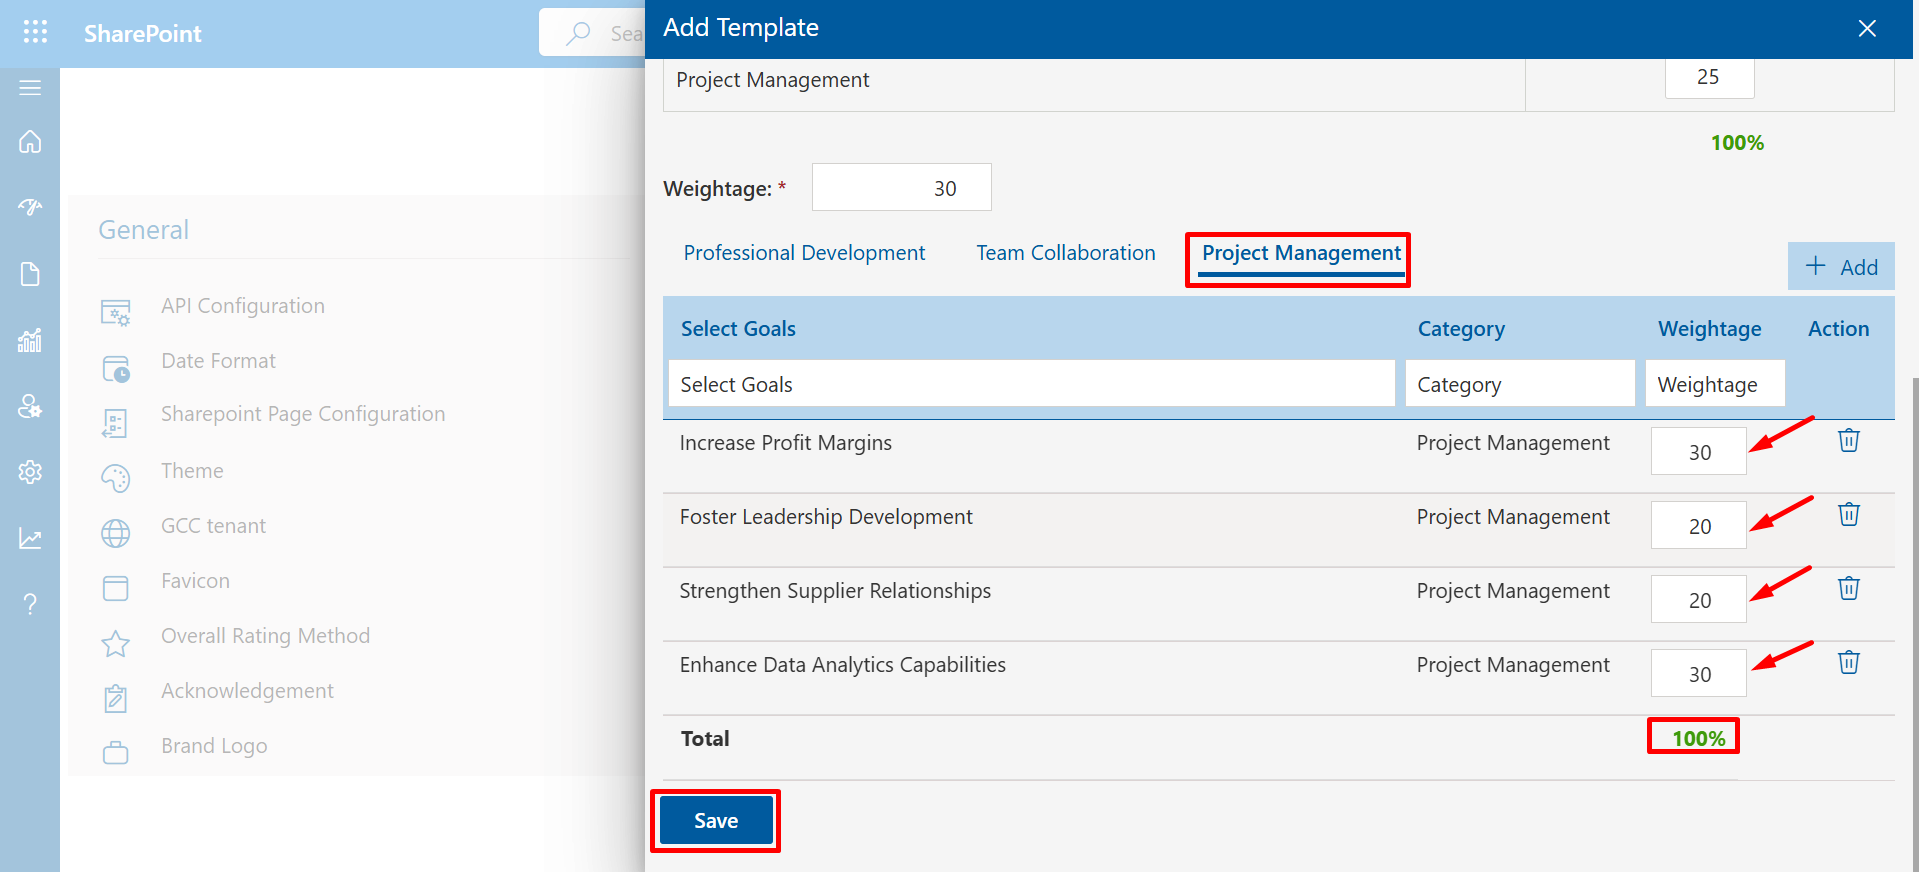 SharePoint
Sea
Add Template
Project Management 25
100%
Weightage: * 30
Professional Development Team Collaboration Project Management
+ Add
Select Goals Category Weightage Action
Select Goals Category Weightage
Increase Profit Margins Project Management 30
Foster Leadership Development Project Management 20
Strengthen Supplier Relationships Project Management 20
Enhance Data Analytics Capabilities Project Management 30
Total 100%
Save
General
API Configuration
Date Format
Sharepoint Page Configuration
Theme
GCC tenant
Favicon
Overall Rating Method
Acknowledgement
Brand Logo